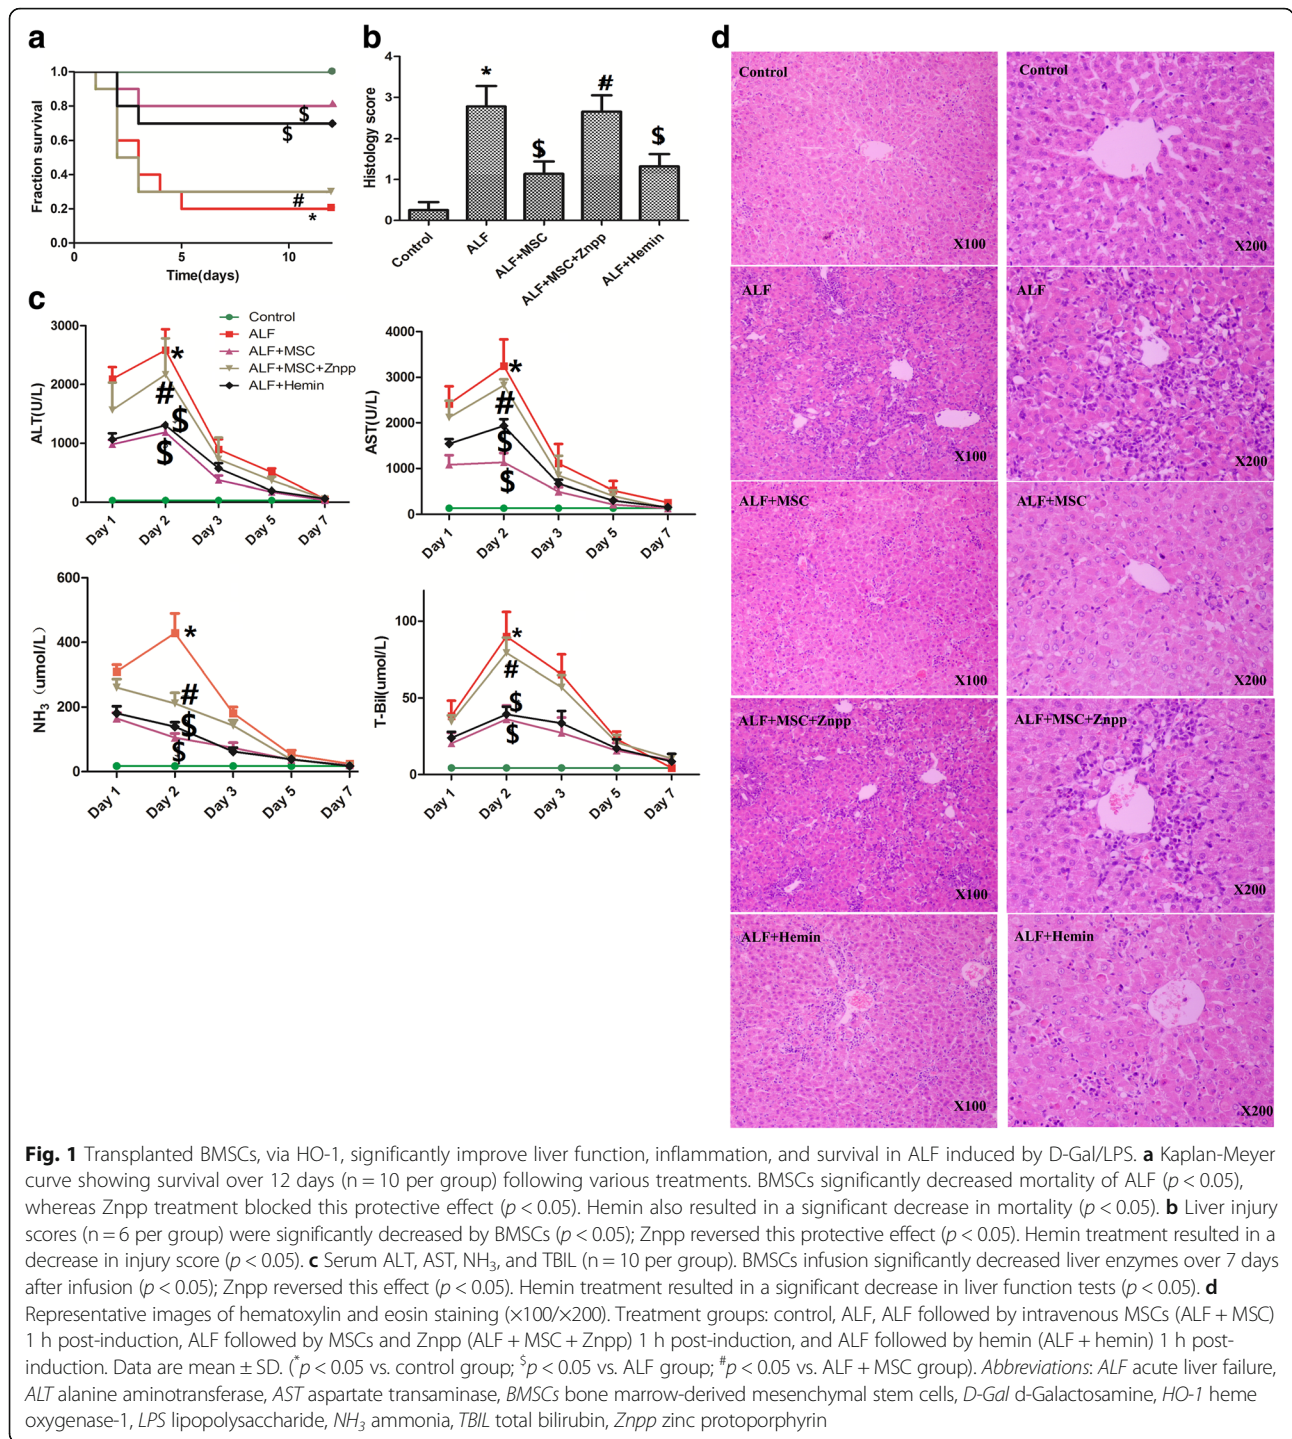 a
1.0
0.8
0.6
0.4
0.2
0.0
Fraction survival
0
5
10
Time(days)
$
$
#
*
b
4
3
2
1
0
Histology score
*
$
#
$
Control
ALF
ALF+MSC
ALF+MSC+Znpp
ALF+Hemin
c
Control
ALF
ALF+MSC
ALF+MSC+Znpp
ALF+Hemin
3000
2000
1000
0
ALT(U/L)
*
#
$
$
Day 1
Day 2
Day 3
Day 5
Day 7
4000
3000
2000
1000
0
AST(U/L)
*
#
$
$
Day 1
Day 2
Day 3
Day 5
Day 7
600
400
200
0
NH3 (umol/L)
*
#
$
$
Day 1
Day 2
Day 3
Day 5
Day 7
100
50
0
T-Bil(umol/L)
*
#
$
$
Day 1
Day 2
Day 3
Day 5
Day 7
d
Control
X100
Control
X200
ALF
X100
ALF
X200
ALF+MSC
X100
ALF+MSC
X200
ALF+MSC+Znpp
X100
ALF+MSC+Znpp
X200
ALF+Hemin
X100
ALF+Hemin
X200
Fig. 1 Transplanted BMSCs, via HO-1, significantly improve liver function, inflammation, and survival in ALF induced by D-Gal/LPS. a Kaplan-Meyer
curve showing survival over 12 days (n = 10 per group) following various treatments. BMSCs significantly decreased mortality of ALF (p < 0.05),
whereas Znpp treatment blocked this protective effect (p < 0.05). Hemin also resulted in a significant decrease in mortality (p < 0.05). b Liver injury
scores (n = 6 per group) were significantly decreased by BMSCs (p < 0.05); Znpp reversed this protective effect (p < 0.05). Hemin treatment resulted in a
decrease in injury score (p < 0.05). c Serum ALT, AST, NH3, and TBIL (n = 10 per group). BMSCs infusion significantly decreased liver enzymes over 7 days
after infusion (p < 0.05); Znpp reversed this effect (p < 0.05). Hemin treatment resulted in a significant decrease in liver function tests (p < 0.05). d
Representative images of hematoxylin and eosin staining (×100/×200). Treatment groups: control, ALF, ALF followed by intravenous MSCs (ALF + MSC)
1 h post-induction, ALF followed by MSCs and Znpp (ALF + MSC + Znpp) 1 h post-induction, and ALF followed by hemin (ALF + hemin) 1 h post-
induction. Data are mean ± SD. (*p < 0.05 vs. control group; $p < 0.05 vs. ALF group; #p < 0.05 vs. ALF + MSC group). Abbreviations: ALF acute liver failure,
ALT alanine aminotransferase, AST aspartate transaminase, BMSCs bone marrow-derived mesenchymal stem cells, D-Gal d-Galactosamine, HO-1 heme
oxygenase-1, LPS lipopolysaccharide, NH3 ammonia, TBIL total bilirubin, Znpp zinc protoporphyrin